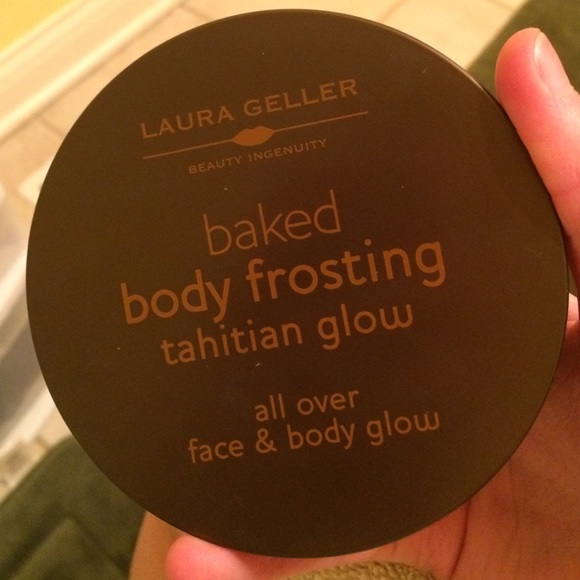 LAURA GELLER
BEAUTY INGENUITY
baked
body frosting
tahitian glow
all over
face & body glow